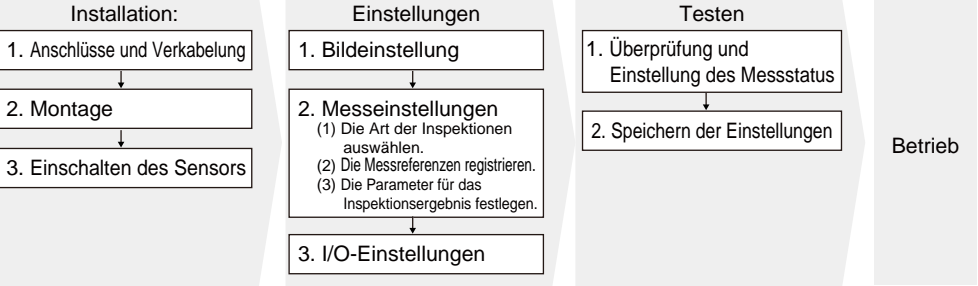 Installation:
1. Anschlüsse und Verkabelung
2. Montage
3. Einschalten des Sensors
Einstellungen
1. Bildeinstellung
2. Messeinstellungen
(1) Die Art der Inspektionen
auswählen.
(2) Die Messreferenzen registrieren.
(3) Die Parameter für das
Inspektionsergebnis festlegen.
3. I/O-Einstellungen
Testen
1. Überprüfung und
Einstellung des Messstatus
2. Speichern der Einstellungen
Betrieb